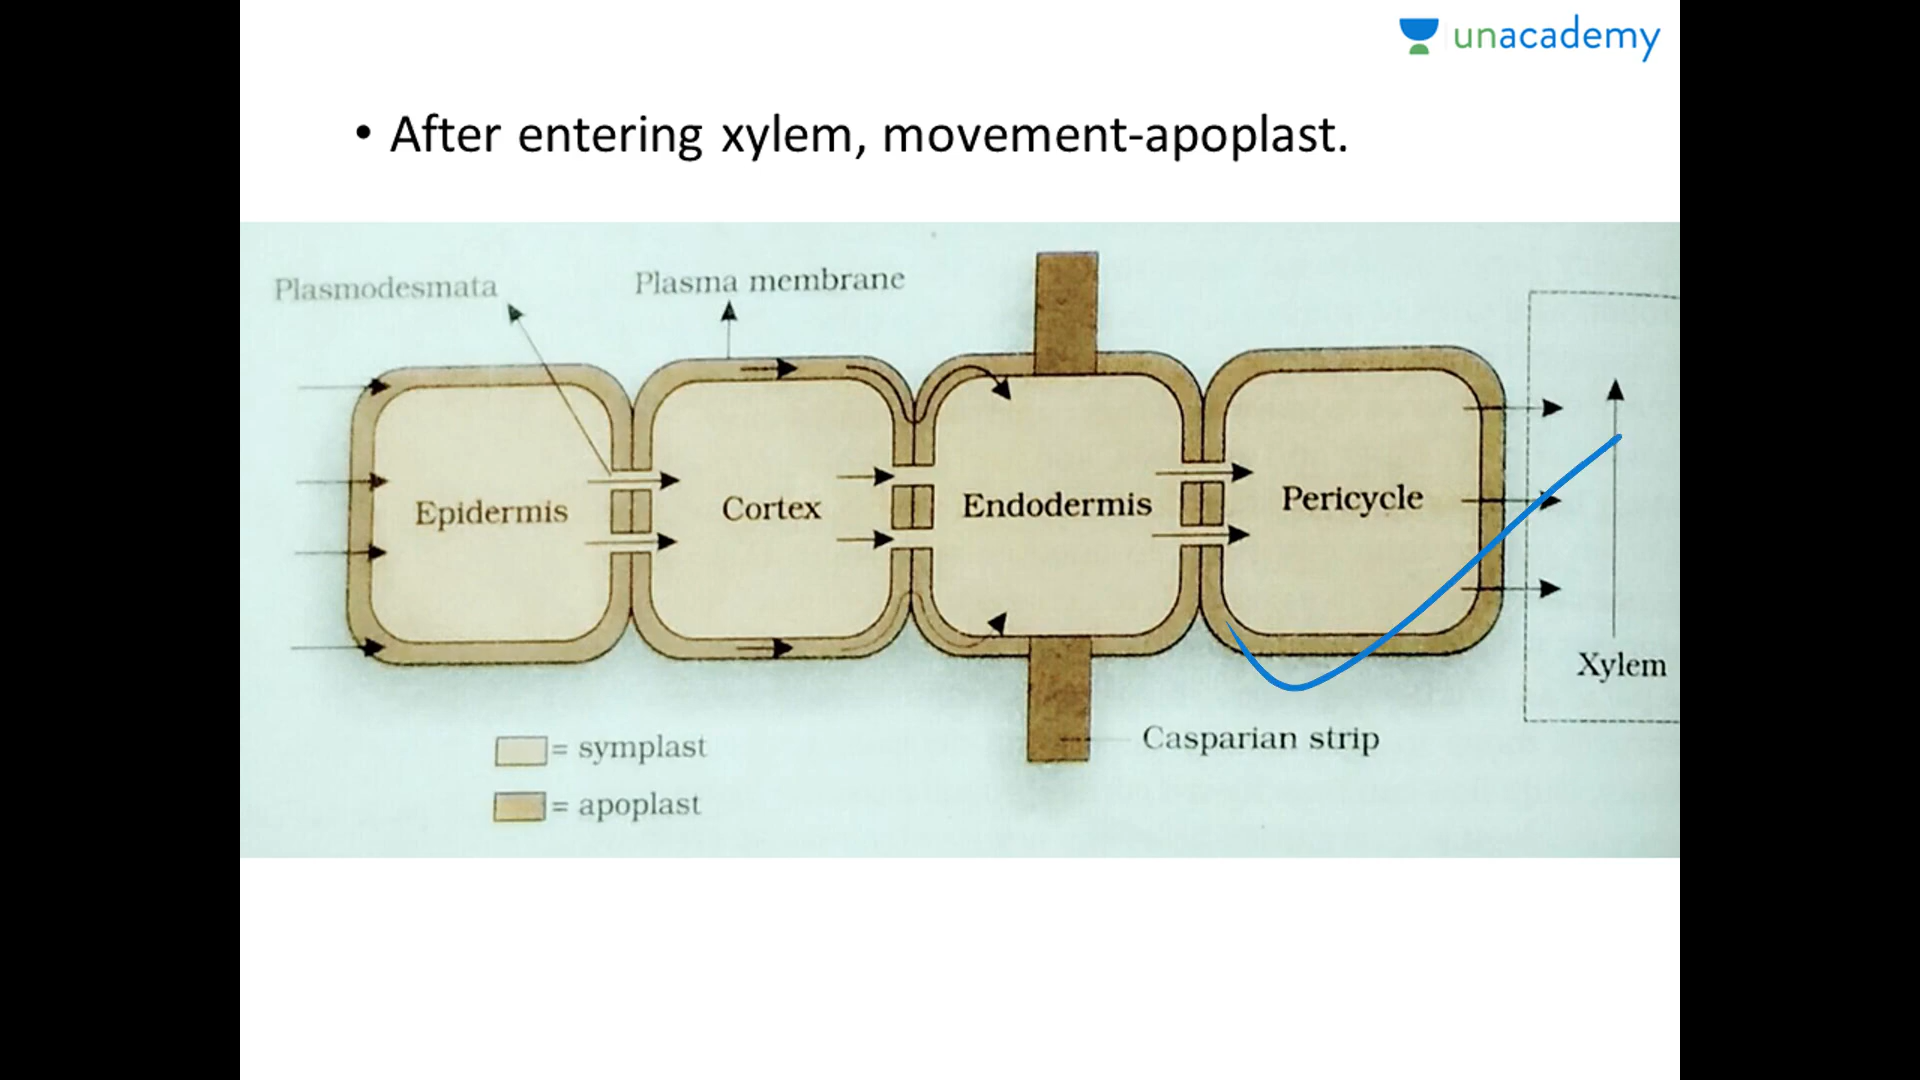 unacademy
• After entering xylem, movement-apoplast.
Plasmodesmata
Plasma membrane
Epidermis
Cortex
Endodermis
Pericycle
Xylem
Casparian strip
= symplast
= apoplast